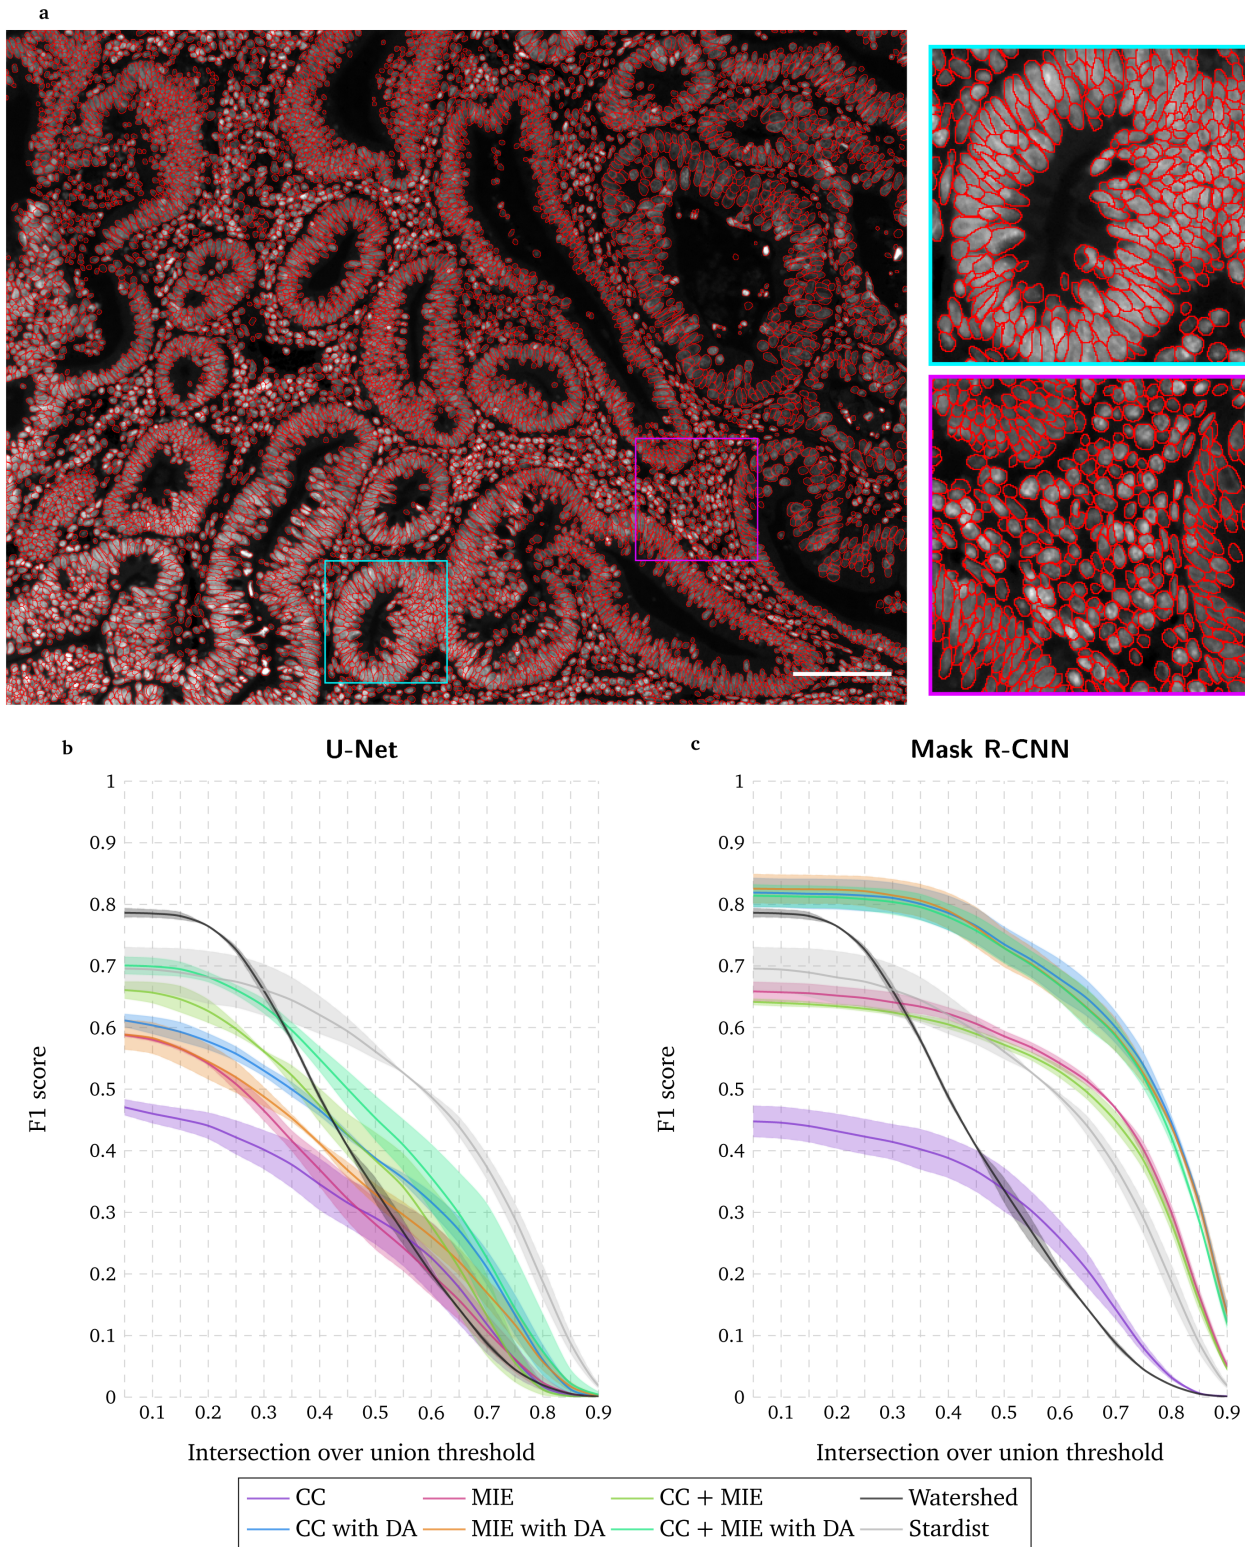 a
b
U-Net
c
Mask R-CNN
1
0.9
0.8
0.7
0.6
0.5
0.4
0.3
0.2
0.1
0
F1 score
0.1 0.2 0.3 0.4 0.5 0.6 0.7 0.8 0.9
Intersection over union threshold
1
0.9
0.8
0.7
0.6
0.5
0.4
0.3
0.2
0.1
0
F1 score
0.1 0.2 0.3 0.4 0.5 0.6 0.7 0.8 0.9
Intersection over union threshold
CC MIE CC + MIE Watershed
CC with DA MIE with DA CC + MIE with DA Stardist